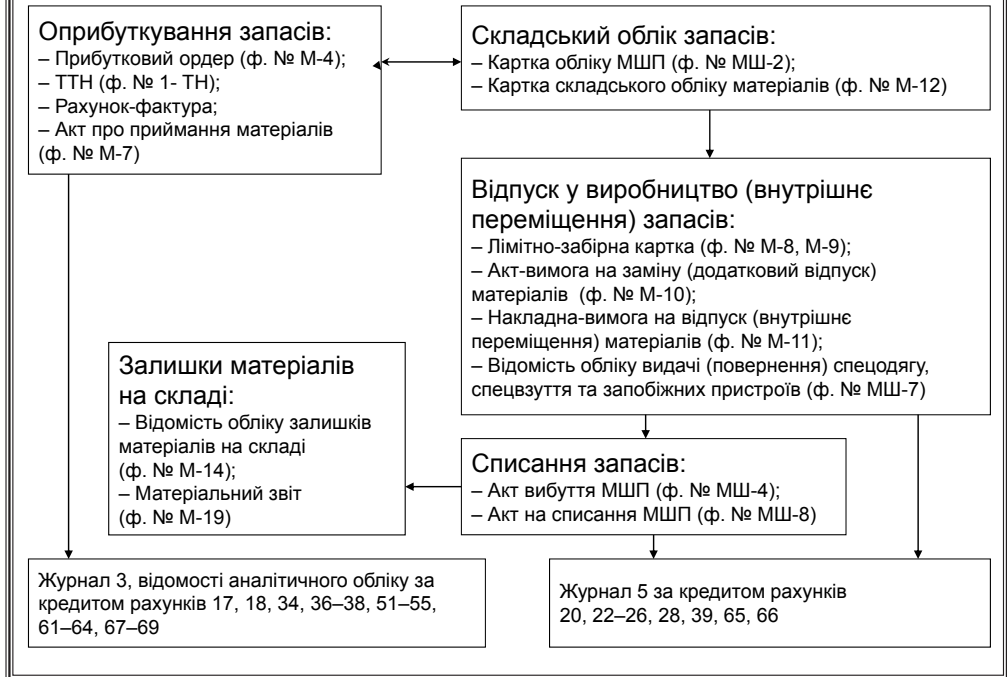 Оприбуткування запасів:
– Прибутковий ордер (ф. № М-4);
– ТТН (ф. № 1- ТН);
– Рахунок-фактура;
– Акт про приймання матеріалів
(ф. № М-7)
Складський облік запасів:
– Картка обліку МШП (ф. № МШ-2);
– Картка складського обліку матеріалів (ф. № М-12)
Відпуск у виробництво (внутрішнє
переміщення) запасів:
– Лімітно-забірна картка (ф. № М-8, М-9);
– Акт-вимога на заміну (додатковий відпуск)
матеріалів (ф. № М-10);
– Накладна-вимога на відпуск (внутрішнє
переміщення) матеріалів (ф. № М-11);
– Відомість обліку видачі (повернення) спецодягу,
спецвзуття та запобіжних пристроїв (ф. № МШ-7)
Залишки матеріалів
на складі:
– Відомість обліку залишків
матеріалів на складі
(ф. № М-14);
– Матеріальний звіт
(ф. № М-19)
Списання запасів:
– Акт вибуття МШП (ф. № МШ-4);
– Акт на списання МШП (ф. № МШ-8)
Журнал 3, відомості аналітичного обліку за
кредитом рахунків 17, 18, 34, 36–38, 51–55,
61–64, 67–69
Журнал 5 за кредитом рахунків
20, 22–26, 28, 39, 65, 66